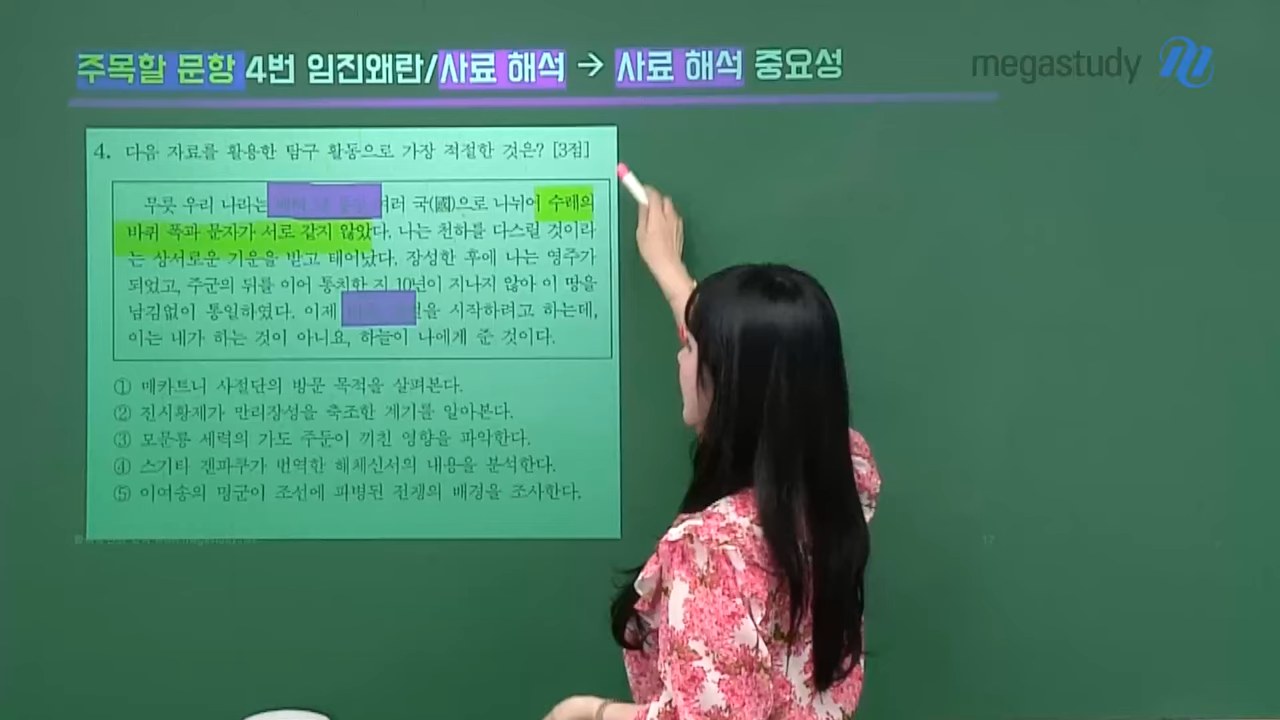 주목할 문항 4번 임진왜란/사료 해석 → 사료 해석 중요성
megastudy
4. 다음 자료를 활용한 탐구 활동으로 가장 적절한 것은? [3점]
무릇 우리 나라는 여러 국(國)으로 나뉘어 수레의
바퀴 폭과 문자가 서로 같지 않았다. 나는 천하를 다스릴 것이라
는 상서로운 기운을 받고 태어났다. 장성한 후에 나는 영주가
되었고, 주군의 뒤를 이어 통치한 지 10년이 지나지 않아 이 땅을
남김없이 통일하였다. 이제 을 시작하려고 하는데,
이는 내가 하는 것이 아니요, 하늘이 나에게 준 것이다.
① 매카트니 사절단의 방문 목적을 살펴본다.
② 진시황제가 만리장성을 축조한 계기를 알아본다.
③ 모문룡 세력의 가도 주둔이 끼친 영향을 파악한다.
④ 스기타 겐파쿠가 번역한 해체신서의 내용을 분석한다.
⑤ 이여송의 명군이 조선에 파병된 전쟁의 배경을 조사한다.
17